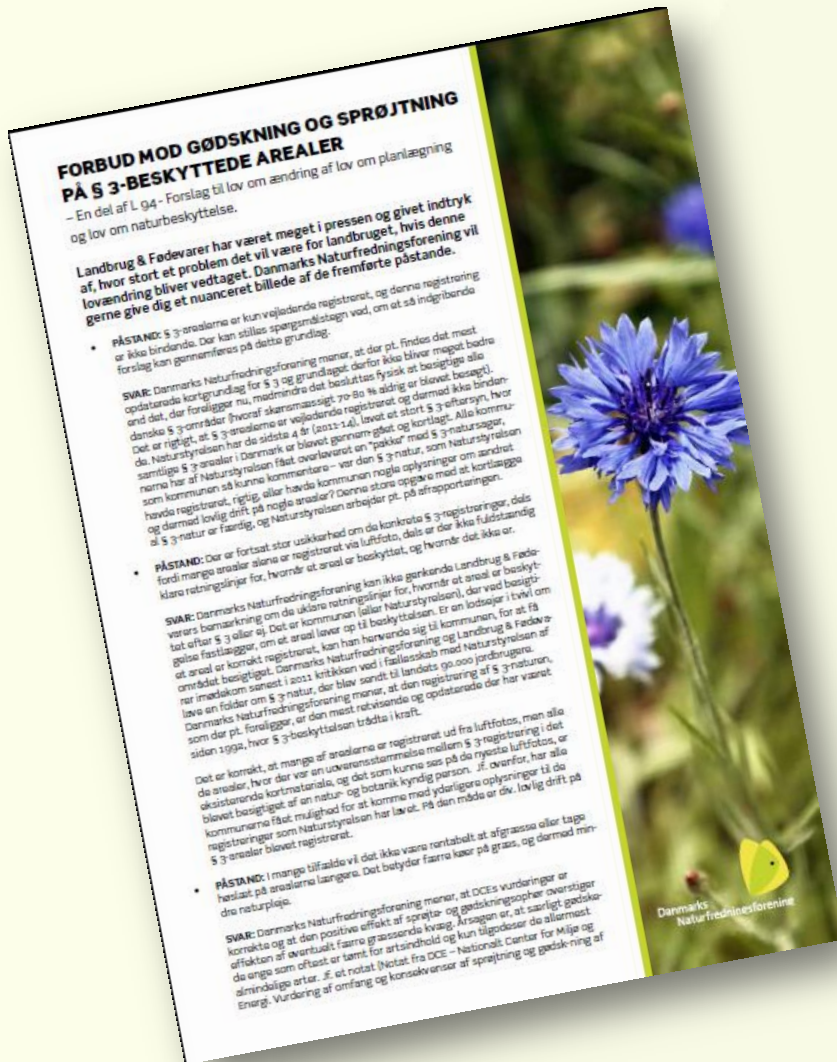 FORBUD MOD GØDSKNING OG SPRØJTNING
PÅ § 3-BESKYTTEDE AREALER
– En del af L 94 - Forslag til lov om ændring af lov om planlægning
og lov om naturbeskyttelse.
Landbrug & Fødevarer har været meget i pressen og givet indtryk
af, hvor stort et problem det vil være for landbruget, hvis denne
lovændring bliver vedtaget. Danmarks Naturfredningsforening vil
gerne give dig et nuanceret billede af de fremførte påstande.
• PÅSTAND: § 3-arealerne er kun vejledende registreret, og denne registrering
er ikke bindende. Der kan stilles spørgsmålstegn ved, om et så indgribende
forslag kan gennemføres på dette grundlag.
SVAR: Danmarks Naturfredningsforening mener, at der pt. findes det mest
opdaterede kortgrundlag for § 3 og grundlaget derfor ikke bliver meget bedre
end det, der foreligger nu, medmindre det besluttes fysisk at besigtige alle
danske § 3-områder (hvoraf skønsmæssigt 70-80 % aldrig er blevet besøgt).
Det er rigtigt, at § 3-arealerne er vejledende registreret og dermed ikke binden-
de. Naturstyrelsen har de sidste 4 år (2011-14), lavet et stort § 3-eftersyn, hvor
samtlige § 3-arealer i Danmark er blevet gennem-gået og kortlagt. Alle kommu-
nerne har af Naturstyrelsen fået overleveret en "pakke" med § 3-natursager,
som kommunen så kunne kommentere – var den § 3-natur, som Naturstyrelsen
havde registreret, rigtig, eller havde kommunen nogle oplysninger om ændret
og dermed lovlig drift på nogle arealer? Denne store opgave med at kortlægge
al § 3-natur er færdig, og Naturstyrelsen arbejder pt. på afrapporteringen.
• PÅSTAND: Der er fortsat stor usikkerhed om de konkrete § 3-registreringer, dels
fordi mange arealer alene er registreret via luftfoto, dels er der ikke fuldstændig
klare retningslinjer for, hvornår et areal er beskyttet, og hvornår det ikke er.
SVAR: Danmarks Naturfredningsforening kan ikke genkende Landbrug & Føde-
varers bemærkning om de uklare retningslinjer for, hvornår et areal er beskyt-
tet efter § 3 eller ej. Det er kommunen (eller Naturstyrelsen), der ved besigti-
gelse fastlægger, om et areal lever op til beskyttelsen. Er en lodsejer i tvivl om
et areal er korrekt registreret, kan han henvende sig til kommunen, for at få
området besigtiget. Danmarks Naturfredningsforening og Landbrug & Fødeva-
rer imødekom senest i 2011 kritikken ved i fællesskab med Naturstyrelsen af
lave en folder om § 3-natur, der blev sendt til landets 90.000 jordbrugere.
Danmarks Naturfredningsforening mener, at den registrering af § 3-naturen,
som der pt. foreligger, er den mest retvisende og opdaterede der har været
siden 1992, hvor § 3-beskyttelsen trådte i kraft.
Det er korrekt, at mange af arealerne er registreret ud fra luftfotos, men alle
de arealer, hvor der var en uoverensstemmelse mellem § 3-registrering i det
eksisterende kortmateriale, og det som kunne ses på de nyeste luftfotos, er
blevet besigtiget af en natur- og botanik kyndig person. Jf. ovenfor, har alle
kommunerne fået mulighed for at komme med yderligere oplysninger til de
registreringer som Naturstyrelsen har lavet. På den måde er div. lovlig drift på
§ 3-arealer blevet registreret.
• PÅSTAND: I mange tilfælde vil det ikke være rentabelt at afgræsse eller tage
høslæt på arealerne længere. Det betyder færre køer på græs, og dermed min-
dre naturpleje.
SVAR: Danmarks Naturfredningsforening mener, at DCEs vurderinger er
korrekte og at den positive effekt af sprøjte- og gødskningsophør overstiger
effekten af eventuelt færre græssende kvæg. Årsagen er, at særligt gødske-
de enge som oftest er tømt for artsindhold og kun tilgodeser de allermest
almindelige arter. Jf. et notat (Notat fra DCE – Nationalt Center for Miljø og
Energi. Vurdering af omfang og konsekvenser af sprøjtning og gødsk-ning af
Danmarks
Naturfredningsforening